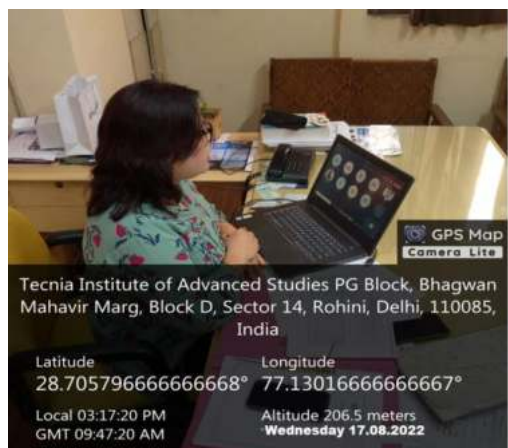 GPS Map
Camera Lite
Tecnia Institute of Advanced Studies PG Block, Bhagwan
Mahavir Marg, Block D, Sector 14, Rohini, Delhi, 110085,
India
Latitude
28.705796666666668°
Longitude
77.13016666666667°
Local 03:17:20 PM
GMT 09:47:20 AM
Altitude 206.5 meters
Wednesday 17.08.2022